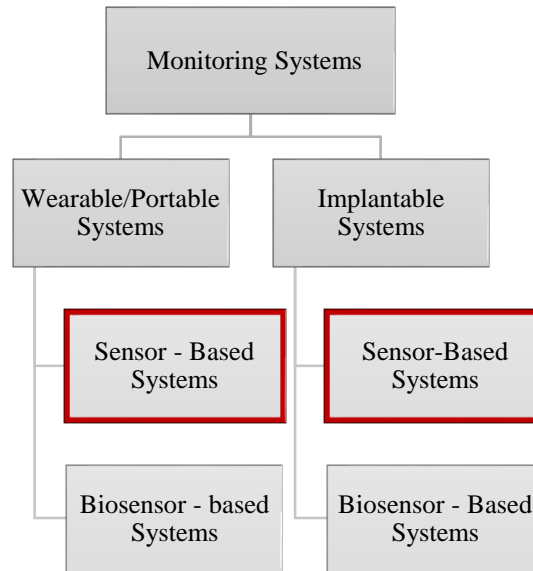 Monitoring Systems
Wearable/Portable
Systems
Implantable
Systems
Sensor - Based
Systems
Sensor-Based
Systems
Biosensor - based
Systems
Biosensor - Based
Systems